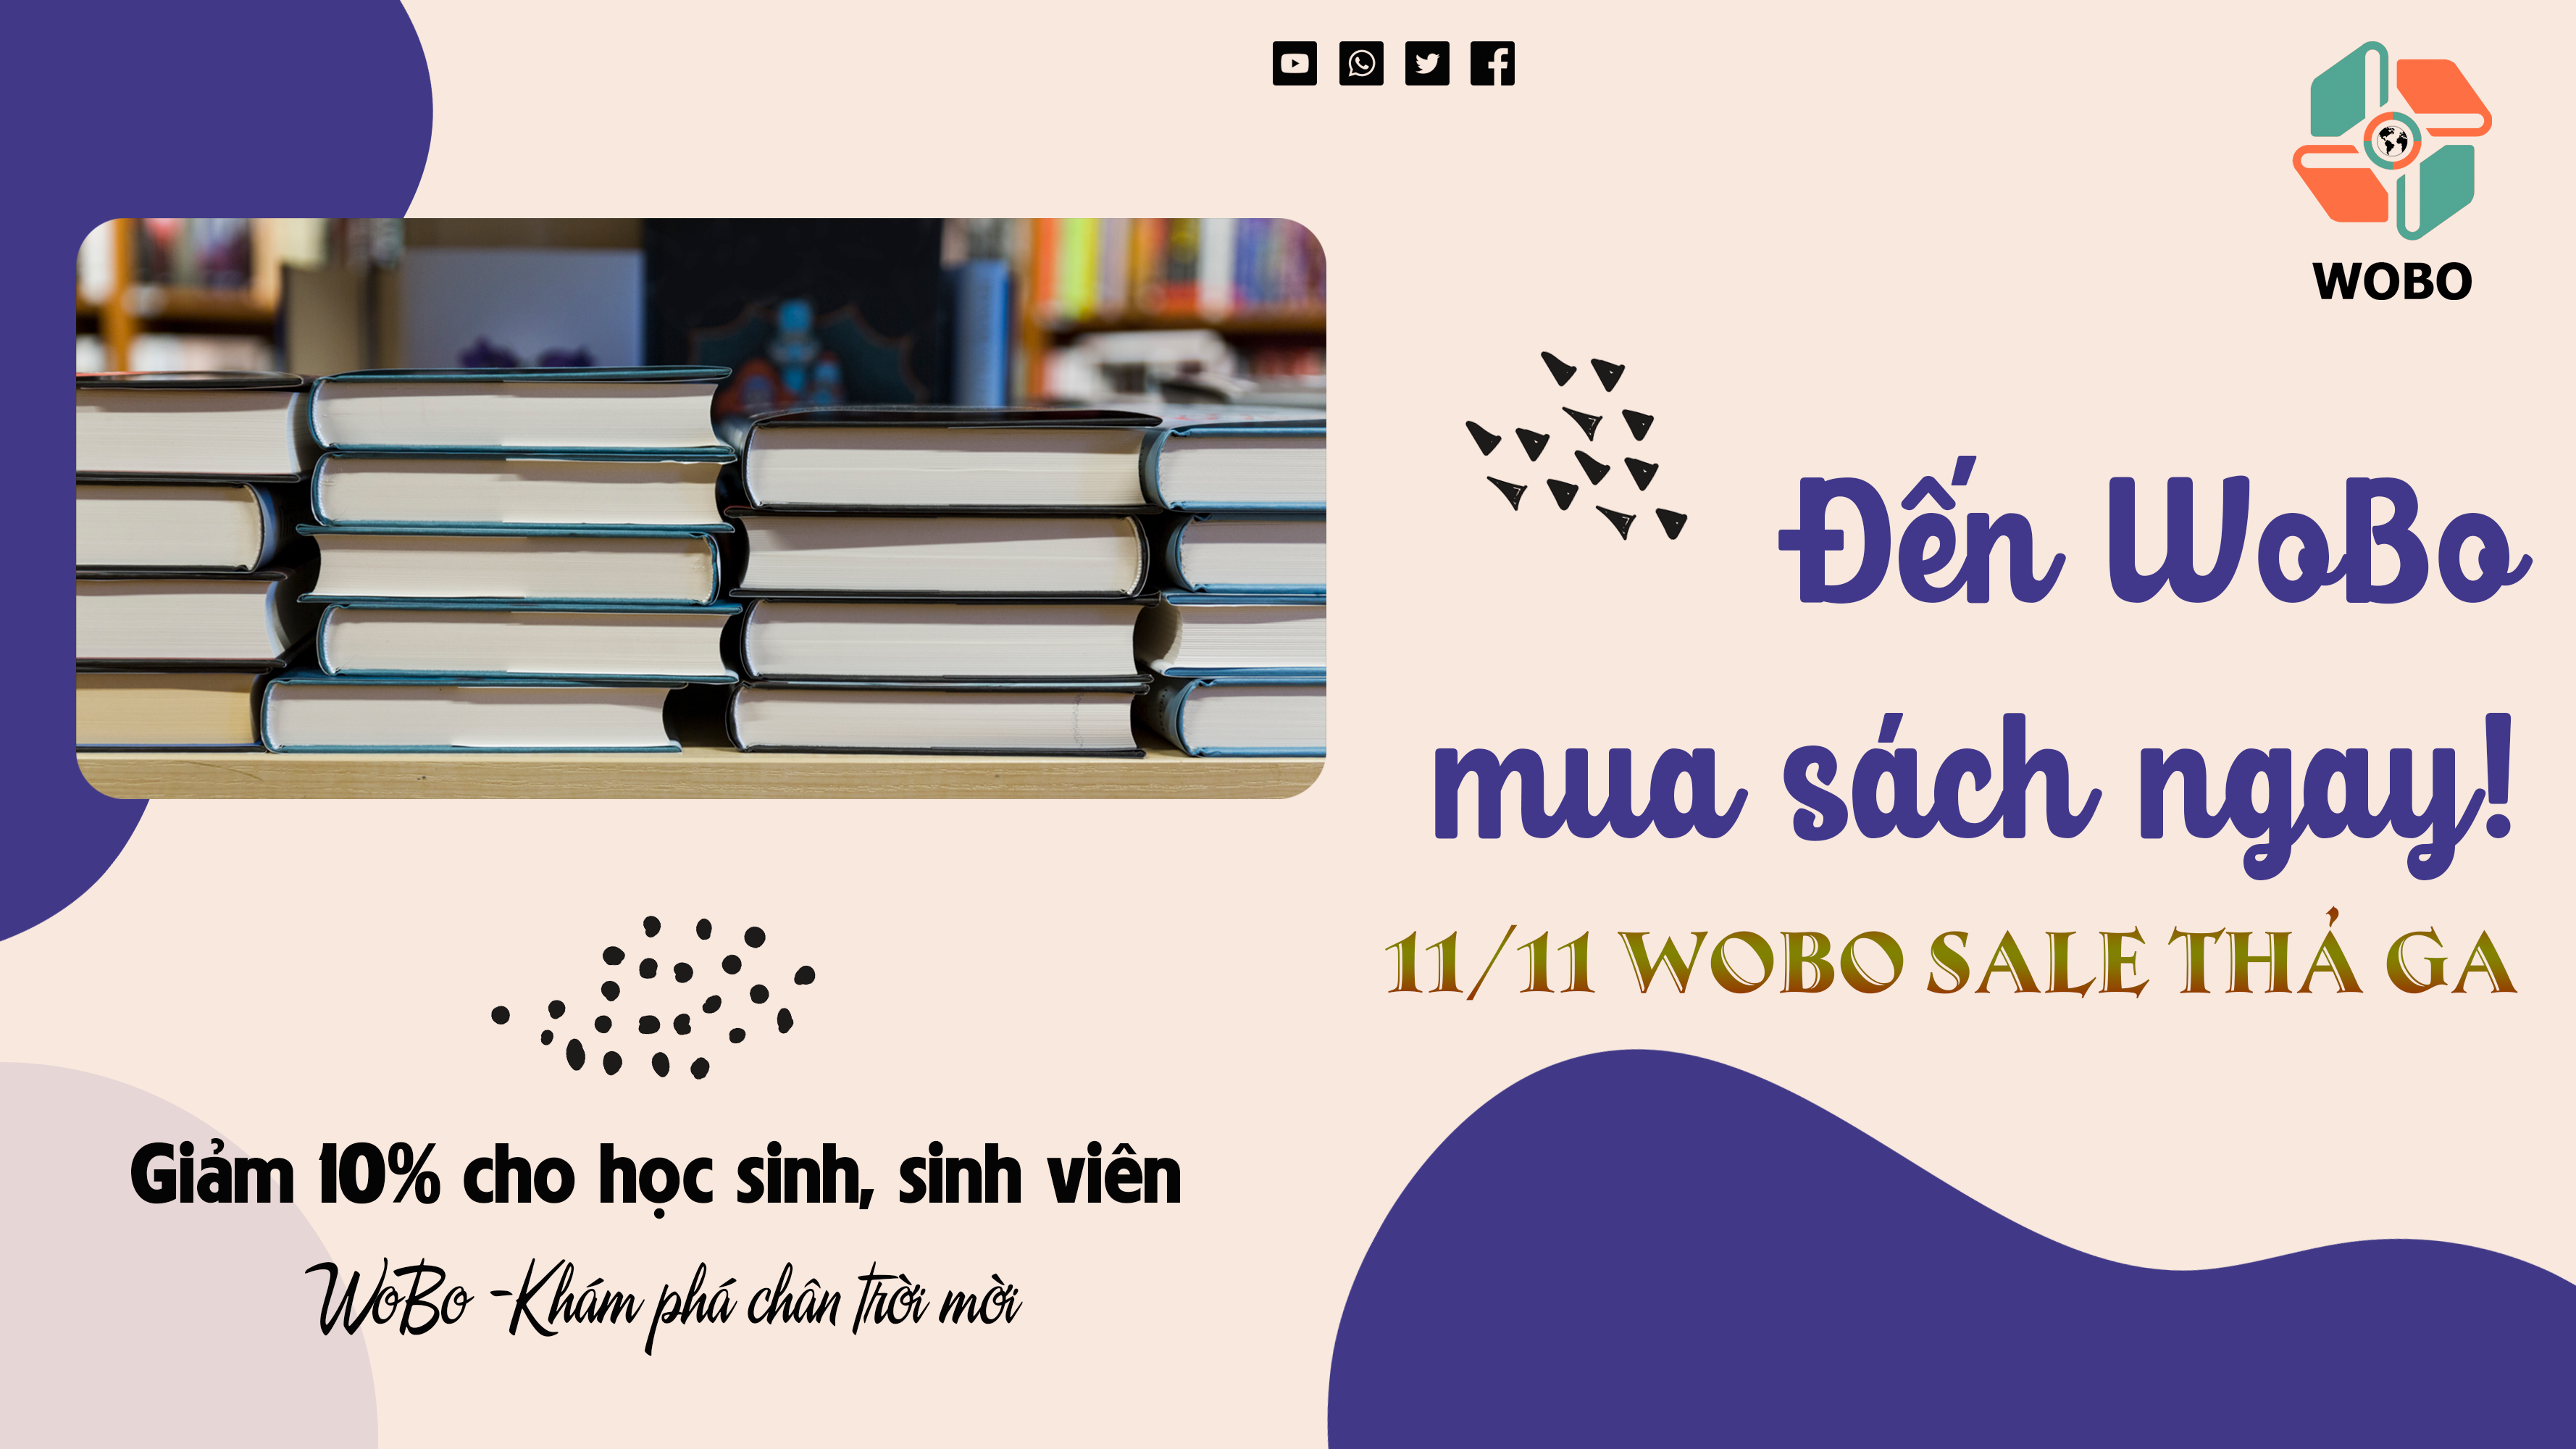 WOBO
Đến WoBo
mua sách ngay!
11/11 WOBO SALE THẢ GA
Giảm 10% cho học sinh, sinh viên
WoBo -Khám phá chân trời mời